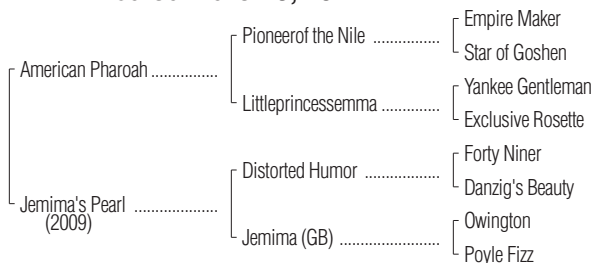 Empire Maker
Pioneerof the Nile ................
Star of Goshen
American Pharoah ................
Yankee Gentleman
Littleprincessemma ..............
Exclusive Rosette
Forty Niner
Distorted Humor ..................
Danzig's Beauty
Jemima's Pearl ....................
(2009)
Owington
Jemima (GB) ........................
Poyle Fizz